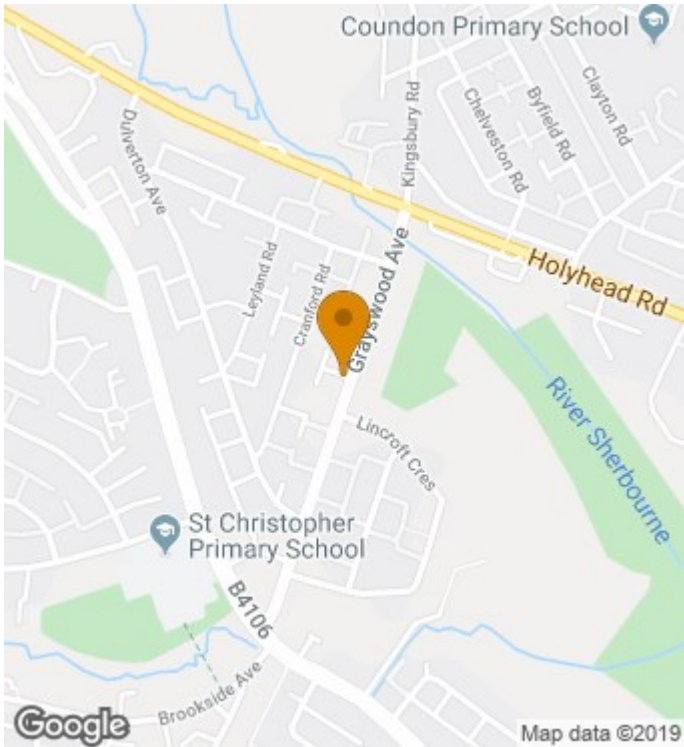 Coundon Primary School
Kingsbury Rd
Chelveston Rd
Byfield Rd
Clayton Rd
Dulverton Ave
Leyland Rd
Cranford Rd
Grayswood Ave
Holyhead Rd
River Sherbourne
Lincroft Cres
St Christopher
Primary School
B4106
Brookside Ave
Google
Map data ©2019